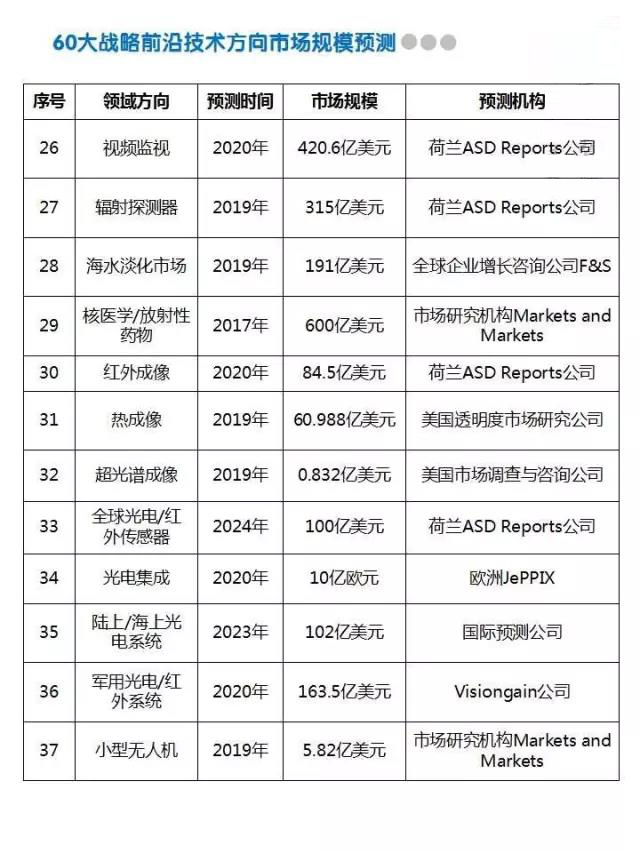 60大战略前沿技术方向市场规模预测
序号 领域方向 预测时间 市场规模 预测机构
26 视频监视 2020年 420.6亿美元 荷兰ASD Reports公司
27 辐射探测器 2019年 315亿美元 荷兰ASD Reports公司
28 海水淡化市场 2019年 191亿美元 全球企业增长咨询公司F&S
29 核医学/放射性
药物 2017年 600亿美元 市场研究机构Markets and
Markets
30 红外成像 2020年 84.5亿美元 荷兰ASD Reports公司
31 热成像 2019年 60.988亿美元 美国透明度市场研究公司
32 超光谱成像 2019年 0.832亿美元 美国市场调查与咨询公司
33 全球光电/红
外传感器 2024年 100亿美元 荷兰ASD Reports公司
34 光电集成 2020年 10亿欧元 欧洲JePPIX
35 陆上/海上光
电系统 2023年 102亿美元 国际预测公司
36 军用光电/红
外系统 2020年 163.5亿美元 Visiongain公司
37 小型无人机 2019年 5.82亿美元 市场研究机构Markets and
Markets